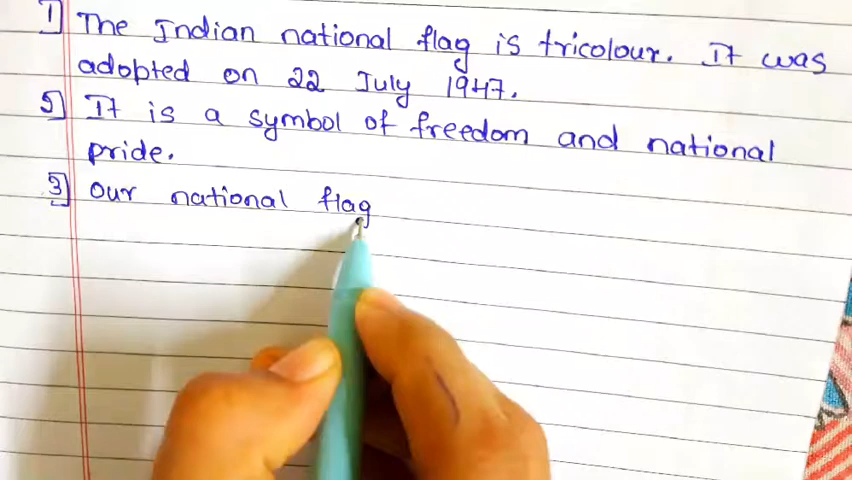 1] The Indian national flag is tricolour. It was
adopted on 22 July 1947.
2] It is a symbol of freedom and national
pride.
3] Our national flag